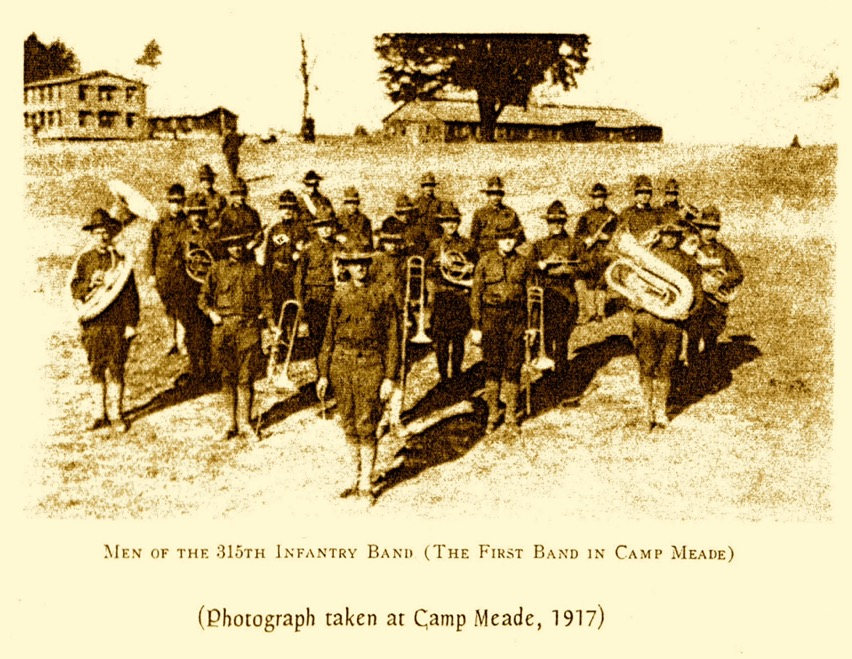 Men of the 315th Infantry Band (The First Band in Camp Meade)
(Photograph taken at Camp Meade, 1917)